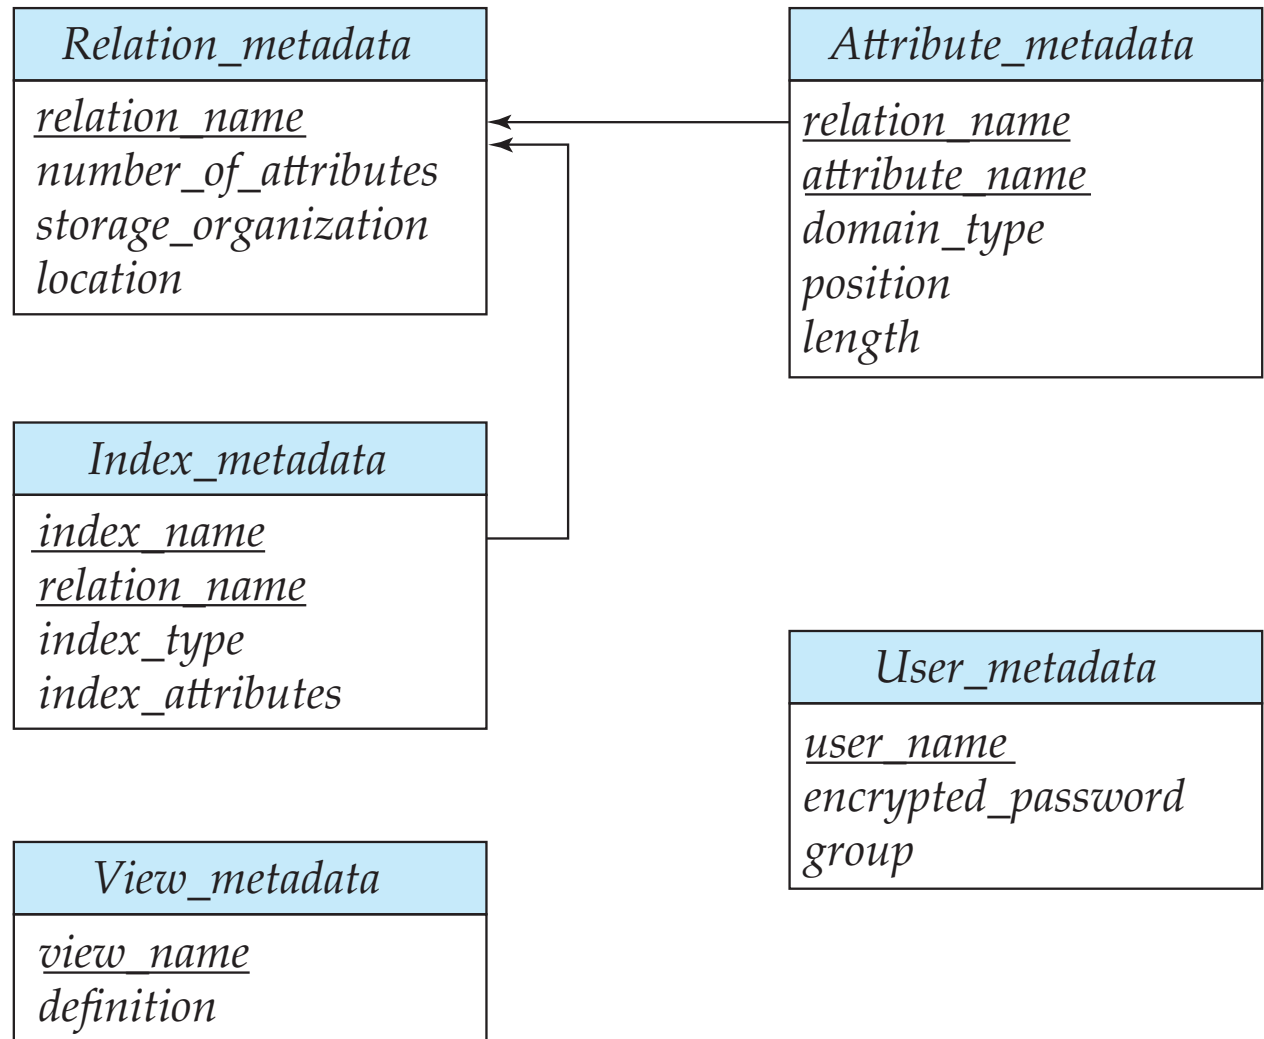 Relation_metadata
relation_name
number_of_attributes
storage_organization
location
Attribute_metadata
relation_name
attribute_name
domain_type
position
length
Index_metadata
index_name
relation_name
index_type
index_attributes
User_metadata
user_name
encrypted_password
group
View_metadata
view_name
definition